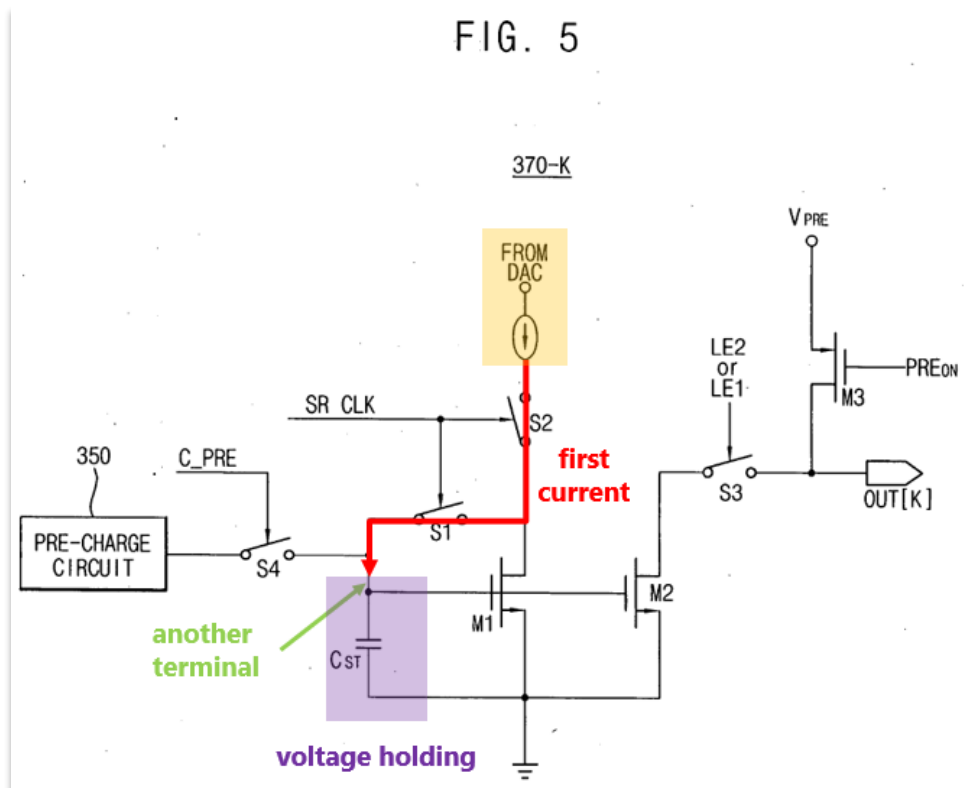 FIG. 5
370-K
VPRE
FROM
DAC
LE2
or
LE1
PREON
M3
SR CLK
S2
350
C_PRE
first
current
S3
OUT[K]
S1
PRE-CHARGE
CIRCUIT
S4
M1
M2
another
terminal
CST
voltage holding